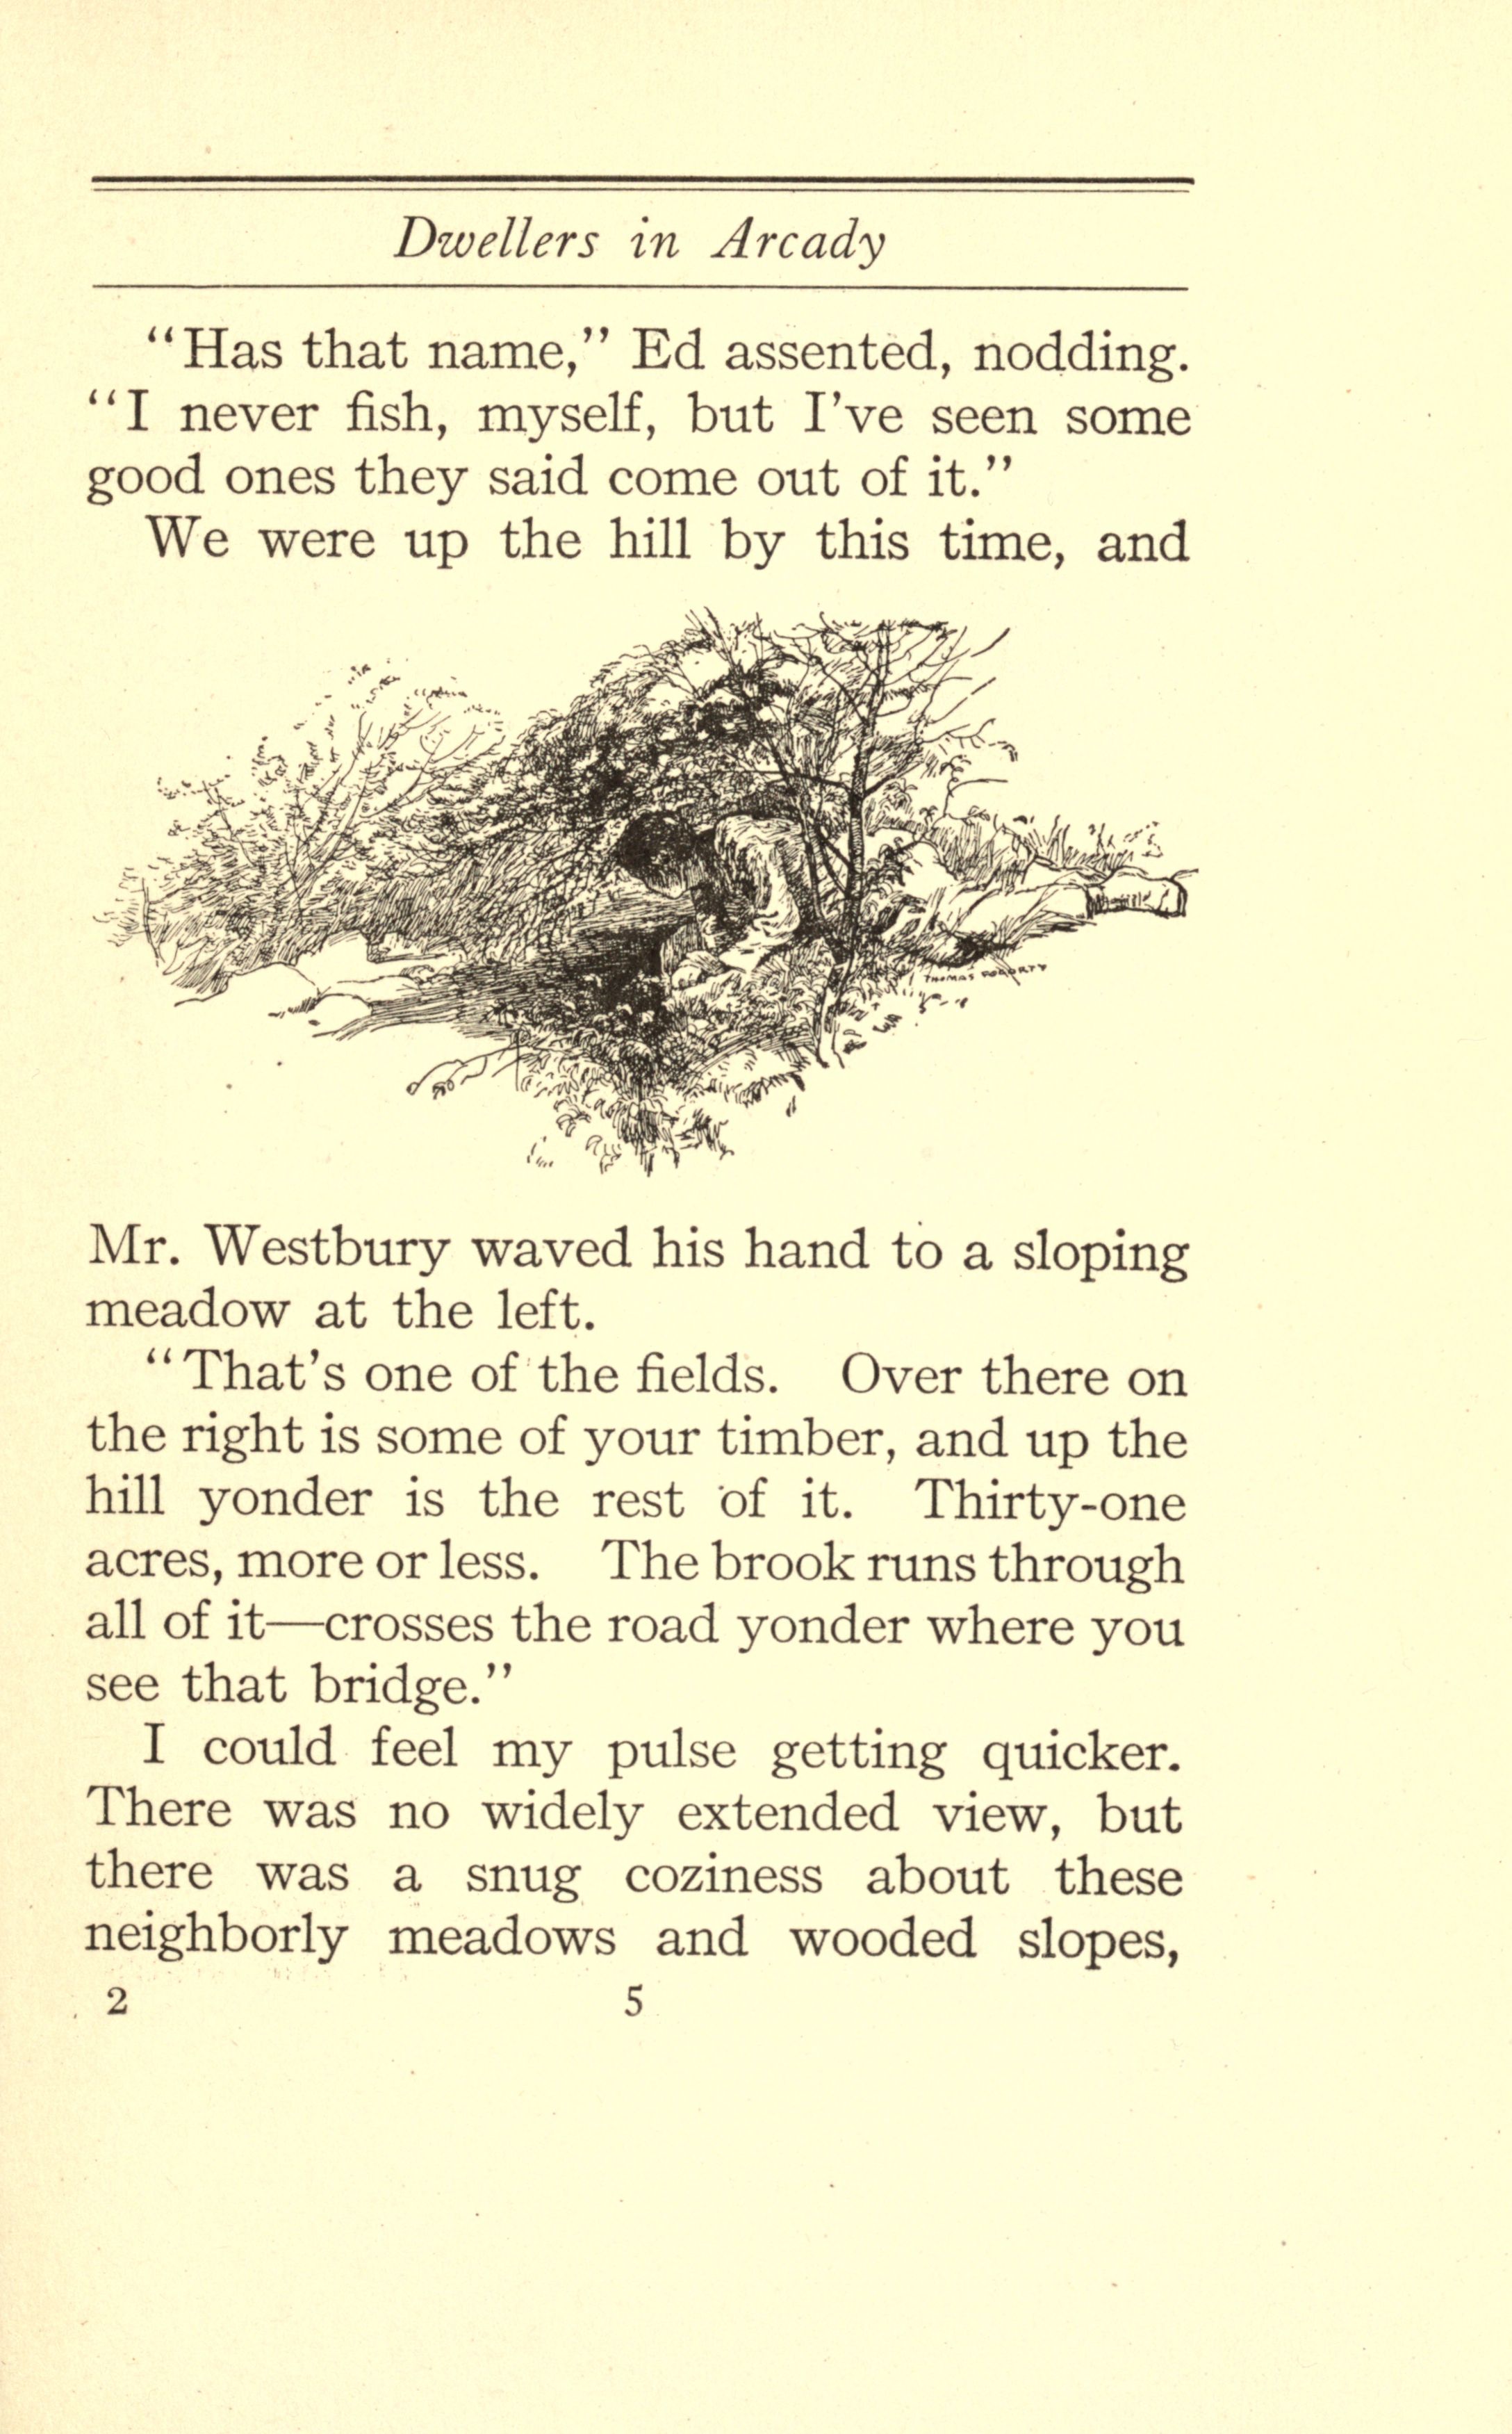 Dwellers in Arcady
“Has that name,” Ed assented, nodding.
“I never fish, myself, but I’ve seen some
good ones they said come out of it.”
We were up the hill by this time, and
THOMAS FOGARTY
Mr. Westbury waved his hand to a sloping
meadow at the left.
“That’s one of the fields. Over there on
the right is some of your timber, and up the
hill yonder is the rest of it. Thirty-one
acres, more or less. The brook runs through
all of it—crosses the road yonder where you
see that bridge.”
I could feel my pulse getting quicker.
There was no widely extended view, but
there was a snug coziness about these
neighborly meadows and wooded slopes,
2 5